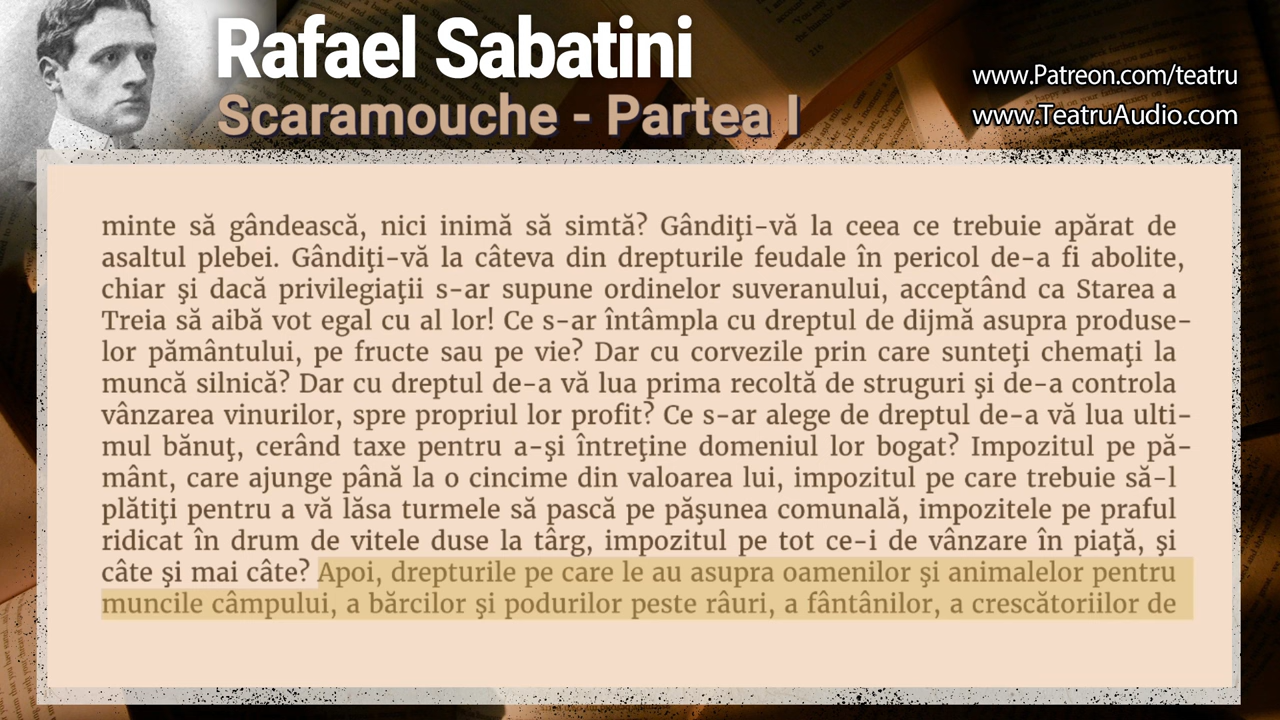 Rafael Sabatini
Scaramouche - Partea I
www.Patreon.com/teatru
www.TeatruAudio.com
minte să gândească, nici inimă să simtă? Gândiţi-vă la ceea ce trebuie apărat de
asaltul plebei. Gândiţi-vă la câteva din drepturile feudale în pericol de-a fi abolite,
chiar şi dacă privilegiaţii s-ar supune ordinelor suveranului, acceptând ca Starea a
Treia să aibă vot egal cu al lor! Ce s-ar întâmpla cu dreptul de dijmă asupra produse-
lor pământului, pe fructe sau pe vie? Dar cu corvezile prin care sunteţi chemaţi la
muncă silnică? Dar cu dreptul de-a vă lua prima recoltă de struguri şi de-a controla
vânzarea vinurilor, spre propriul lor profit? Ce s-ar alege de dreptul de-a vă lua ulti-
mul bănuţ, cerând taxe pentru a-şi întreţine domeniul lor bogat? Impozitul pe pă-
mânt, care ajunge până la o cincime din valoarea lui, impozitul pe care trebuie să-l
plătiţi pentru a vă lăsa turmele să pască pe păşunea comunală, impozitele pe praful
ridicat în drum de vitele duse la târg, impozitul pe tot ce-i de vânzare în piaţă, şi
câte şi mai câte? Apoi, drepturile pe care le au asupra oamenilor şi animalelor pentru
muncile câmpului, a bărcilor şi podurilor peste râuri, a fântânilor, a crescătoriilor de